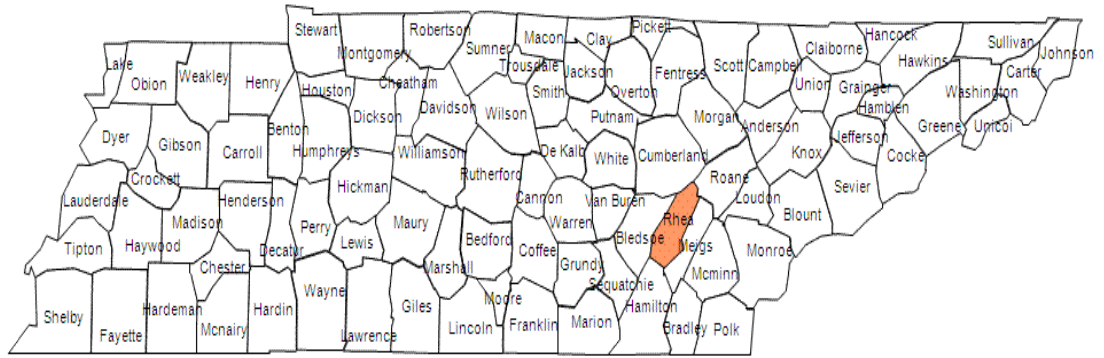 Stewart
Montgomery
Robertson
Sumner
Macon
Clay
Pickett
Hancock
Sullivan
Johnson
Lake
Obion
Weakley
Henry
Houston
Cheatham
Trousdale
Jackson
Overton
Fentress
Scott
Campbell
Claiborne
Hawkins
Carter
Union
Grainger
Washington
Dyer
Gibson
Carroll
Benton
Humphreys
Dickson
Davidson
Wilson
Smith
Putnam
Morgan
Anderson
Hamblen
Jefferson
Greene
Unicoi
Crockett
Williamson
Rutherford
De Kalb
White
Cumberland
Knox
Cocke
Roane
Lauderdale
Madison
Henderson
Hickman
Cannon
Van Buren
Loudon
Sevier
Tipton
Haywood
Decatur
Perry
Lewis
Maury
Bedford
Coffee
Warren
Rhea
Blount
Chester
Marshall
Grundy
Bledsoe
Meigs
Mcminn
Monroe
Shelby
Fayette
Hardeman
Mcnairy
Hardin
Wayne
Lawrence
Giles
Moore
Lincoln
Franklin
Marion
Sequatchie
Hamilton
Bradley
Polk